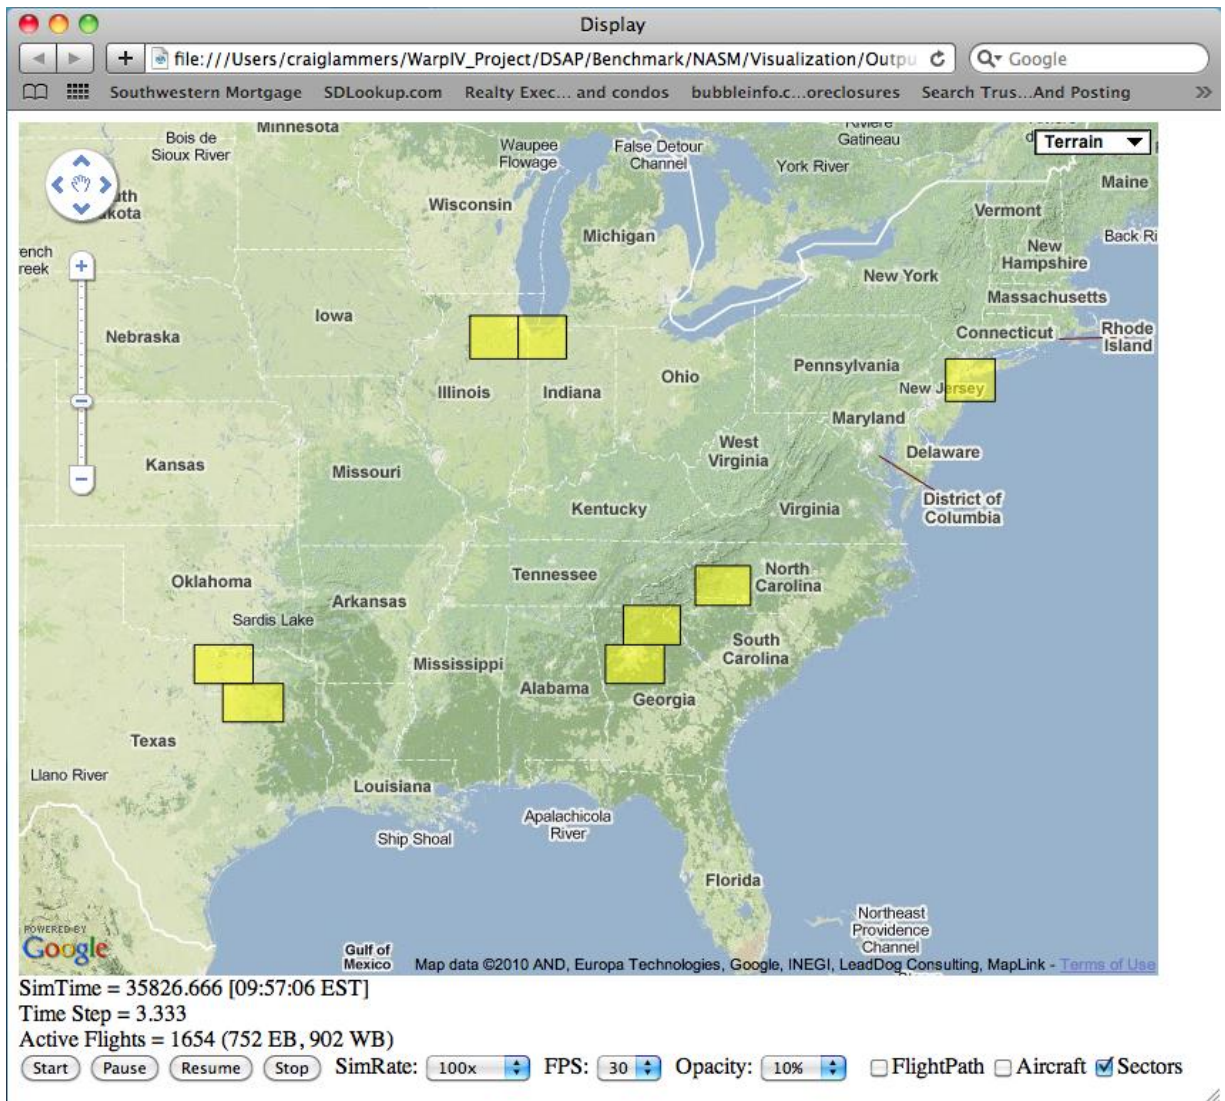 Display
file:///Users/craiglammers/WarpIV_Project/DSAP/Benchmark/NASM/Visualization/Outpu
Google
Southwestern Mortgage SDLookup.com Realty Exec... and condos bubbleinfo.c...oreclosures Search Trus...And Posting
Terrain
Minnesota
Bois de
Sioux River
Waupee
Flowage
False Detour
Channel
Gatineau
York River
Maine
Wisconsin
Vermont
Michigan
New
Hampshire
New York
Massachusetts
Iowa
Nebraska
Connecticut
Rhode
Island
Pennsylvania
Ohio
Illinois
Indiana
New Jersey
Maryland
West
Virginia
Delaware
Kansas
Missouri
District of
Columbia
Kentucky
Virginia
Oklahoma
Tennessee
North
Carolina
Arkansas
Sardis Lake
Mississippi
South
Carolina
Alabama
Georgia
Texas
Llano River
Louisiana
Apalachicola
River
Ship Shoal
Florida
Northeast
Providence
Channel
POWERED BY
Google
Gulf of
Mexico
Map data ©2010 AND, Europa Technologies, Google, INEGI, LeadDog Consulting, MapLink - Terms of Use
SimTime = 35826.666 [09:57:06 EST]
Time Step = 3.333
Active Flights = 1654 (752 EB, 902 WB)
Start Pause Resume Stop SimRate: 100x FPS: 30 Opacity: 10% FlightPath Aircraft Sectors